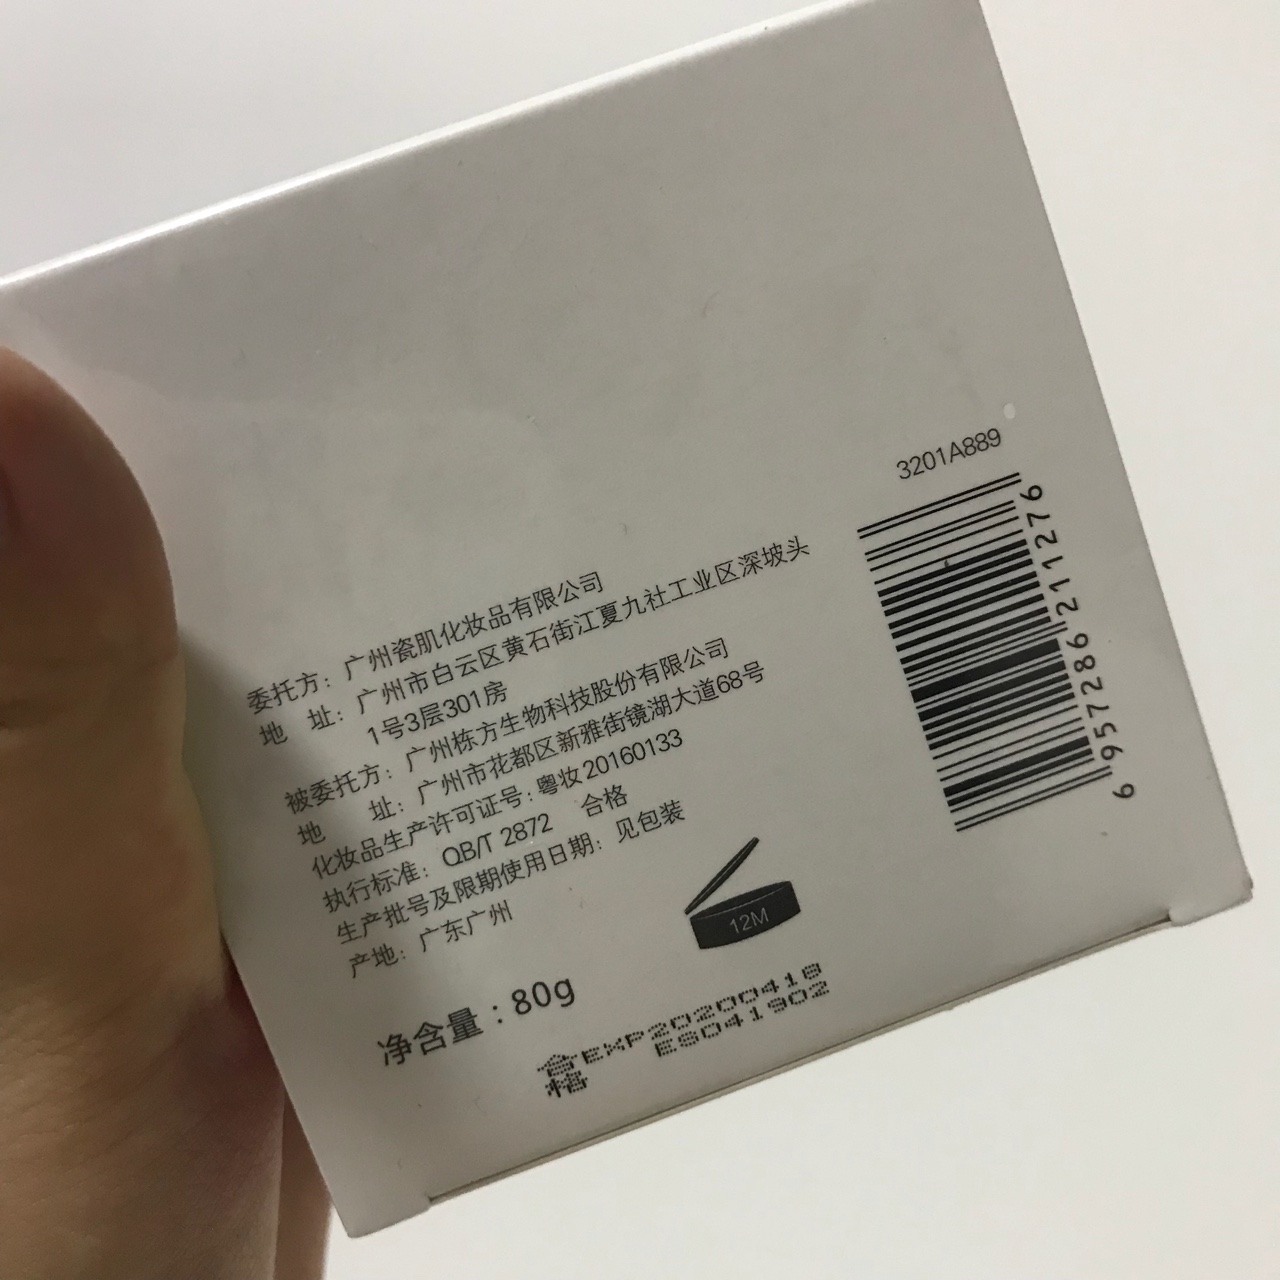 3201A889
6 957286 211276
委托方：广州瓷肌化妆品有限公司
地 址：广州市白云区黄石街江夏九社工业区深坡头
1号3层301房
被委托方：广州栋方生物科技股份有限公司
地 址：广州市花都区新雅街镜湖大道68号
化妆品生产许可证号：粤妆20160133
执行标准：QB/T 2872 合格
生产批号及限期使用日期：见包装
产地：广东广州
12M
净含量：80g
合格
EXP20200418
EG041902